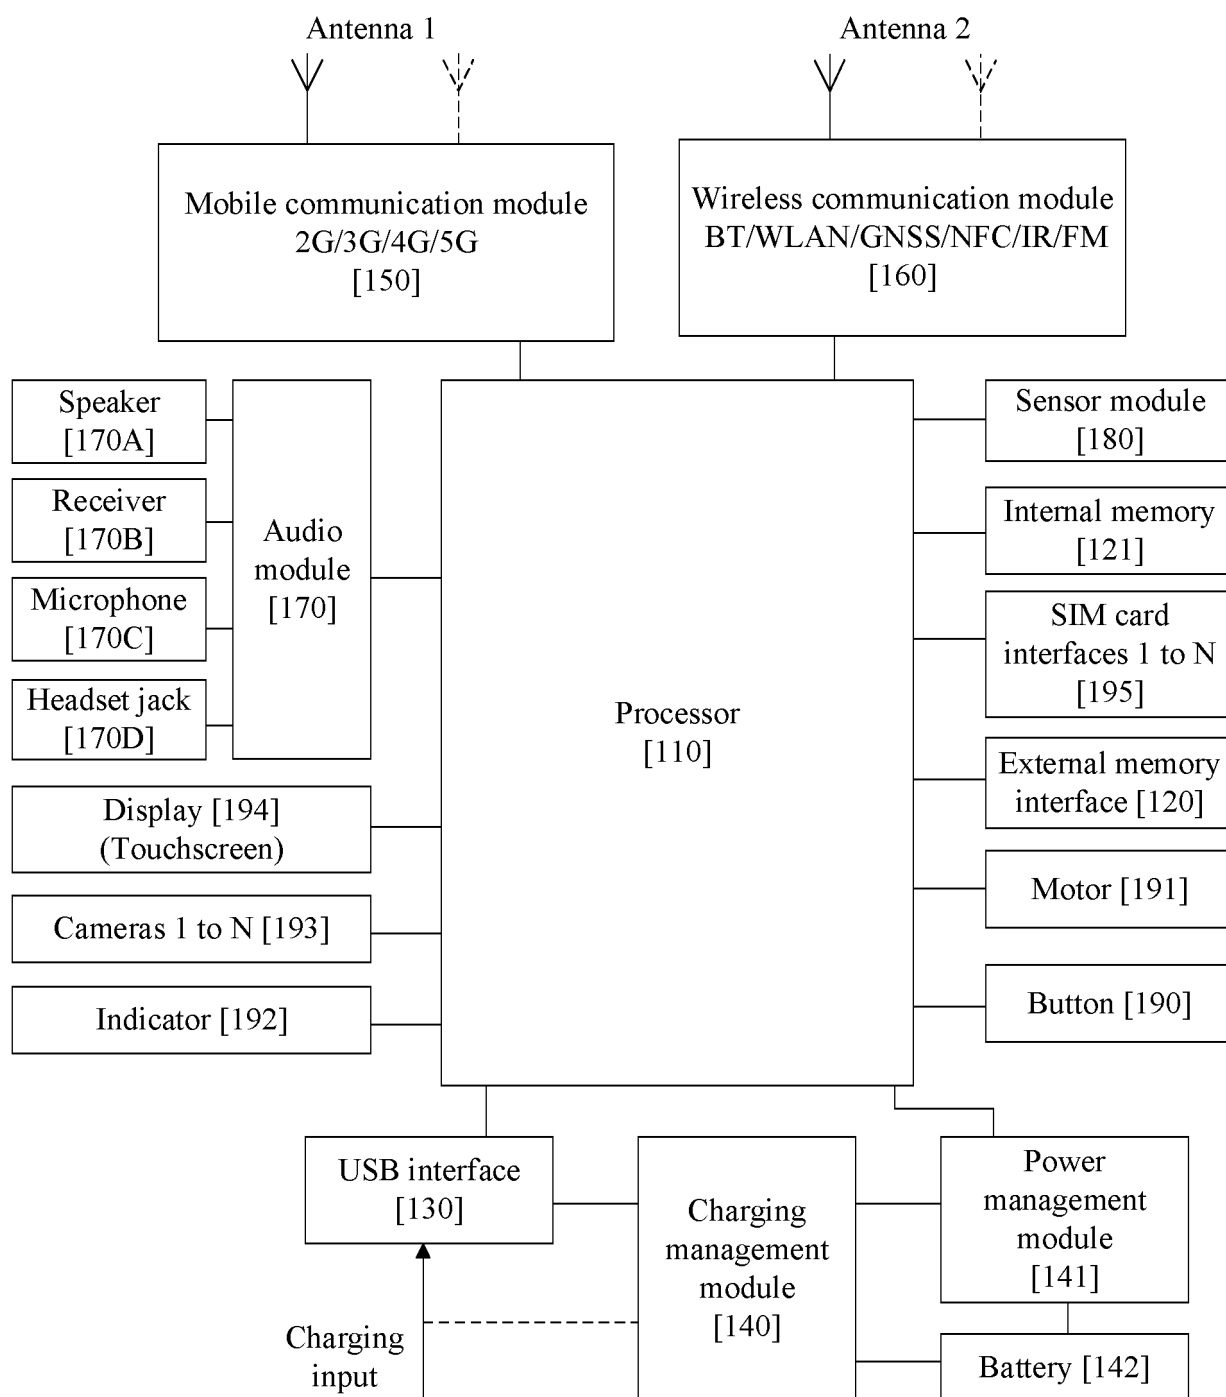 Antenna 1
Antenna 2
Mobile communication module
2G/3G/4G/5G
[150]
Wireless communication module
BT/WLAN/GNSS/NFC/IR/FM
[160]
Speaker
[170A]
Receiver
[170B]
Microphone
[170C]
Headset jack
[170D]
Audio
module
[170]
Display [194]
(Touchscreen)
Cameras 1 to N [193]
Indicator [192]
Processor
[110]
Sensor module
[180]
Internal memory
[121]
SIM card
interfaces 1 to N
[195]
External memory
interface [120]
Motor [191]
Button [190]
USB interface
[130]
Charging
management
module
[140]
Power
management
module
[141]
Charging
input
Battery [142]